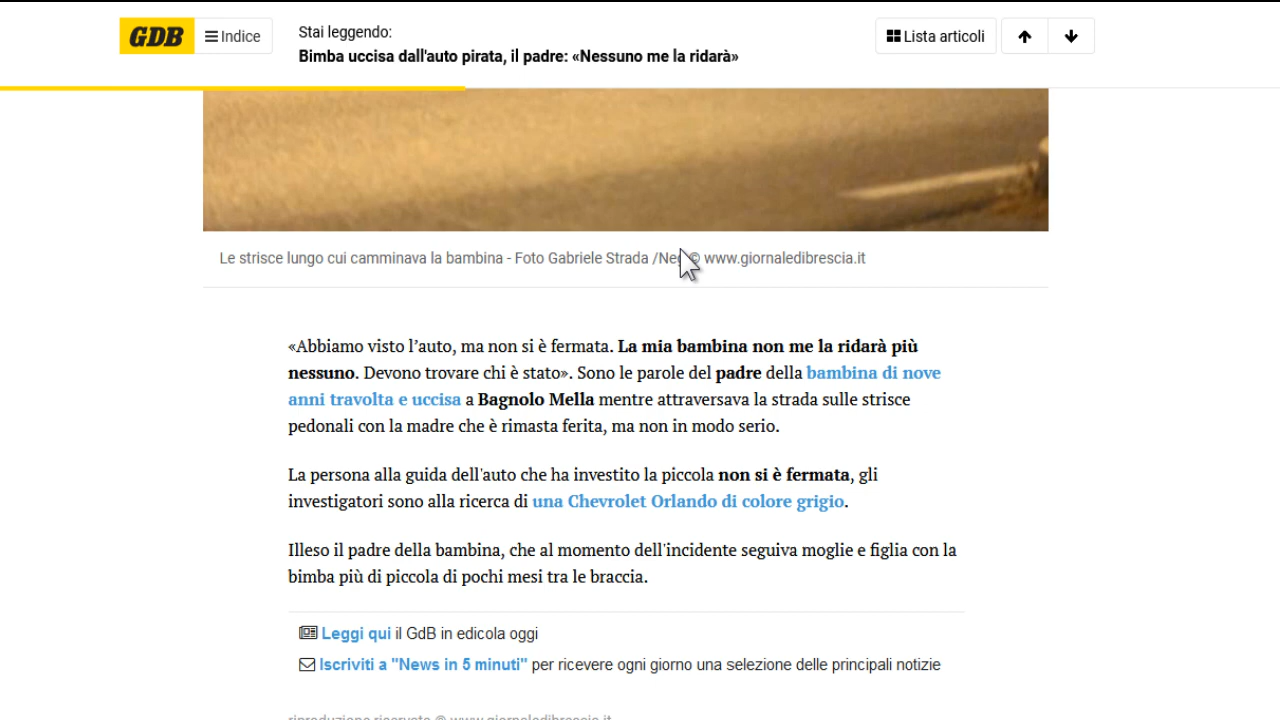 GDB
Indice
Stai leggendo:
Bimba uccisa dall'auto pirata, il padre: «Nessuno me la ridarà»
Lista articoli
Le strisce lungo cui camminava la bambina - Foto Gabriele Strada /Neg © www.giornaledibrescia.it
«Abbiamo visto l’auto, ma non si è fermata. La mia bambina non me la ridarà più
nessuno. Devono trovare chi è stato». Sono le parole del padre della bambina di nove
anni travolta e uccisa a Bagnolo Mella mentre attraversava la strada sulle strisce
pedonali con la madre che è rimasta ferita, ma non in modo serio.
La persona alla guida dell'auto che ha investito la piccola non si è fermata, gli
investigatori sono alla ricerca di una Chevrolet Orlando di colore grigio.
Illeso il padre della bambina, che al momento dell'incidente seguiva moglie e figlia con la
bimba più di piccola di pochi mesi tra le braccia.
Leggi qui il GdB in edicola oggi
Iscriviti a "News in 5 minuti" per ricevere ogni giorno una selezione delle principali notizie
riproduzione riservata © www.giornaledibrescia.it